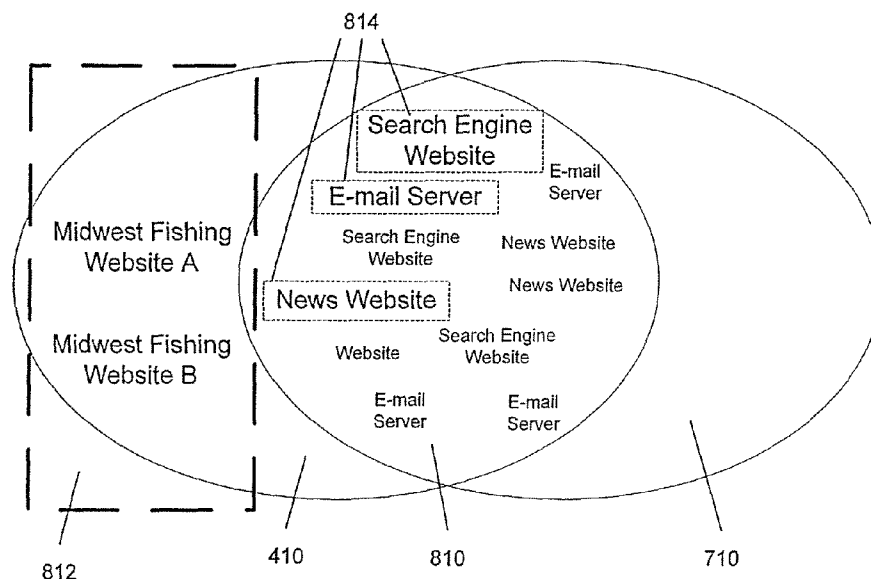 814
Search Engine
Website
E-mail
Server
E-mail Server
Midwest Fishing
Website A
Search Engine
Website
News Website
News Website
News Website
Midwest Fishing
Website B
Website
Search Engine
Website
E-mail
Server
E-mail
Server
812
410
810
710